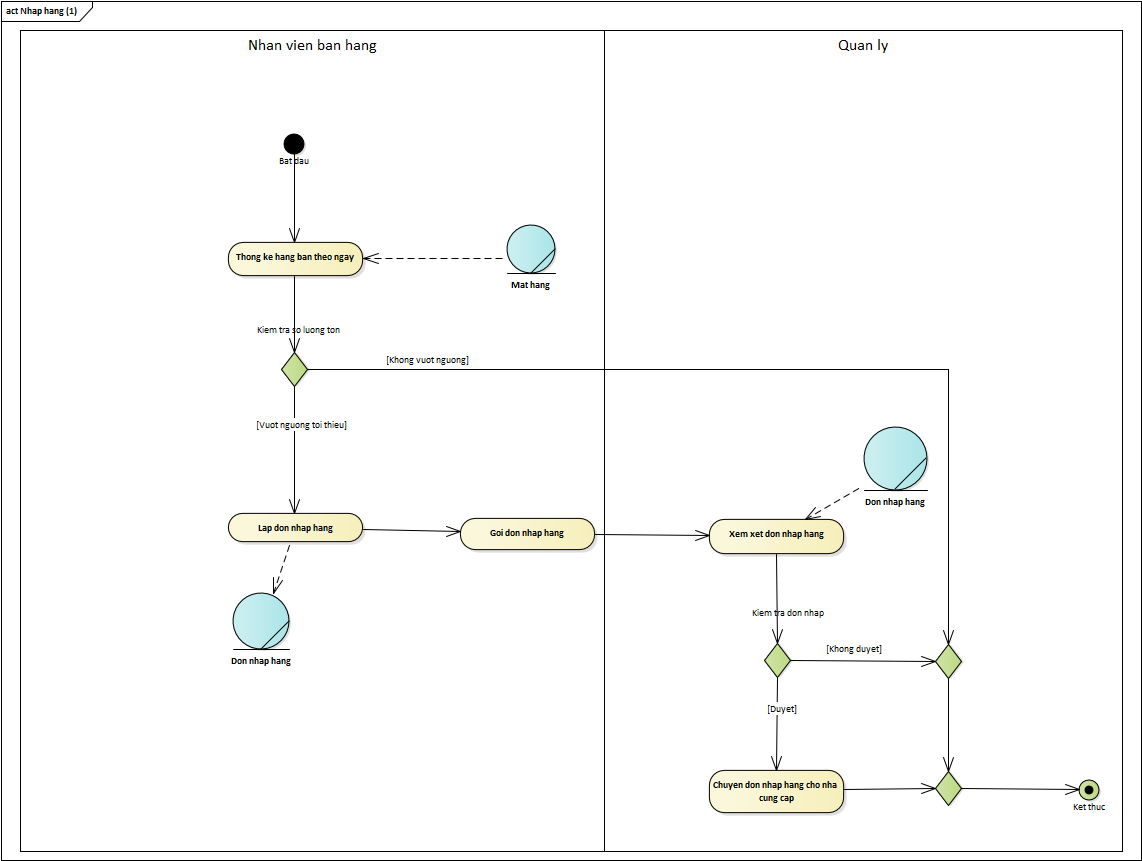 act Nhap hang (1)
Nhan vien ban hang
Quan ly
Bat dau
Thong ke hang ban theo ngay
Mat hang
Kiem tra so luong ton
[Khong vuot nguong]
[Vuot nguong toi thieu]
Don nhap hang
Lap don nhap hang
Goi don nhap hang
Xem xet don nhap hang
Kiem tra don nhap
[Khong duyet]
Don nhap hang
[Duyet]
Chuyen don nhap hang cho nha
cung cap
Ket thuc